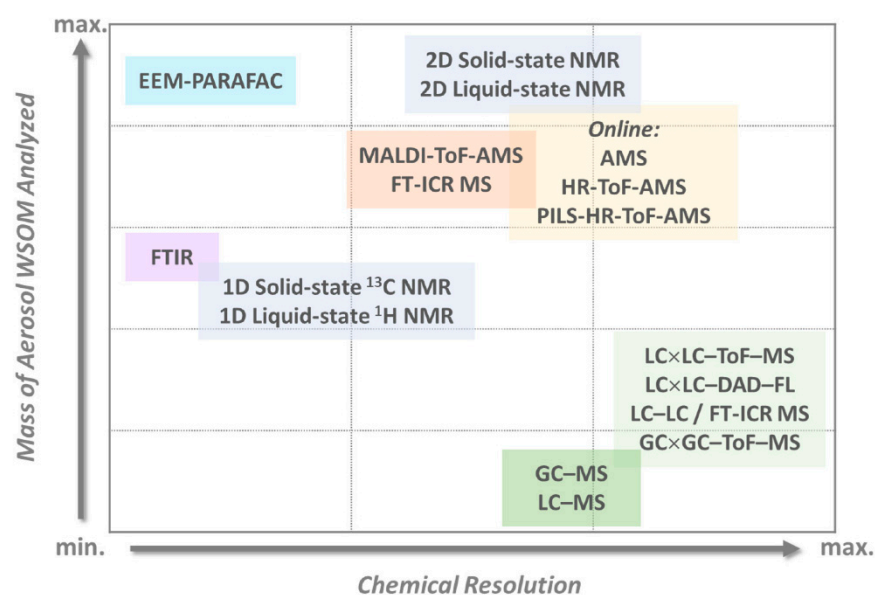 max.
Mass of Aerosol WSOM Analyzed
EEM-PARAFAC
2D Solid-state NMR
2D Liquid-state NMR
MALDI-ToF-AMS
FT-ICR MS
Online:
AMS
HR-ToF-AMS
PILS-HR-ToF-AMS
FTIR
1D Solid-state ¹³C NMR
1D Liquid-state ¹H NMR
LC×LC–ToF–MS
LC×LC–DAD–FL
LC–LC / FT-ICR MS
GC×GC–ToF–MS
GC–MS
LC–MS
min.
max.
Chemical Resolution